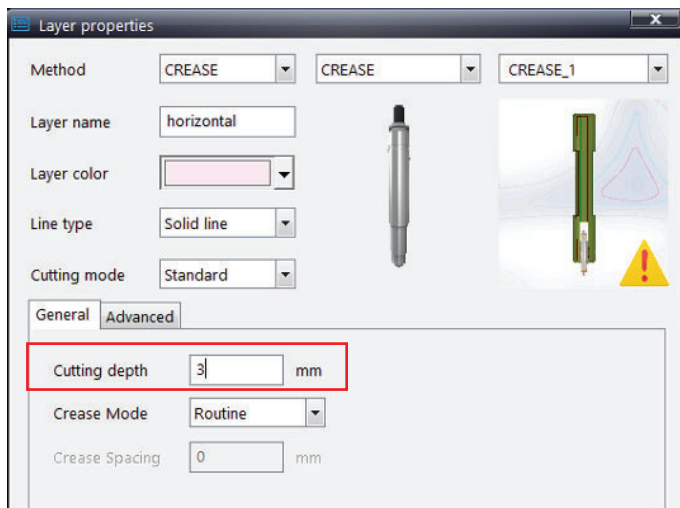 Layer properties
x
Method CREASE CREASE CREASE_1
Layer name horizontal
Layer color
Line type Solid line
Cutting mode Standard
General Advanced
Cutting depth 3 mm
Crease Mode Routine
Crease Spacing 0 mm